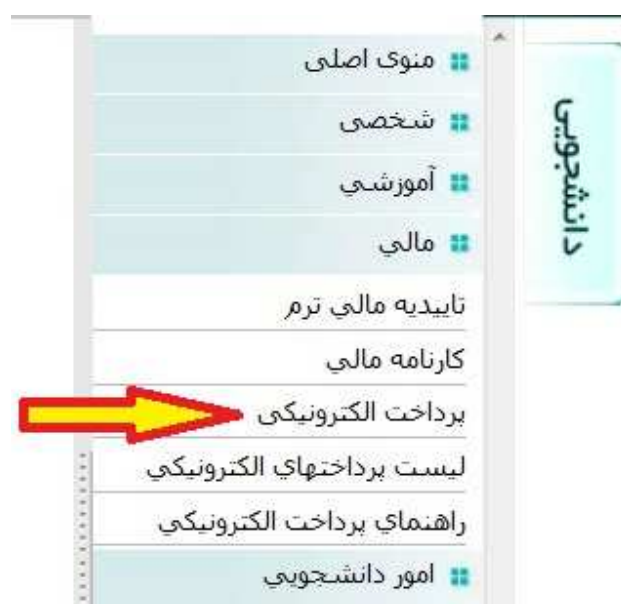 منوی اصلی
شخصی
آموزشي
مالي
تاييديه مالي ترم
کارنامه مالي
پرداخت الکترونیکی
ليست پرداختهاي الکترونيکي
راهنماي پرداخت الکترونيکي
امور دانشجويي
دانشجویی